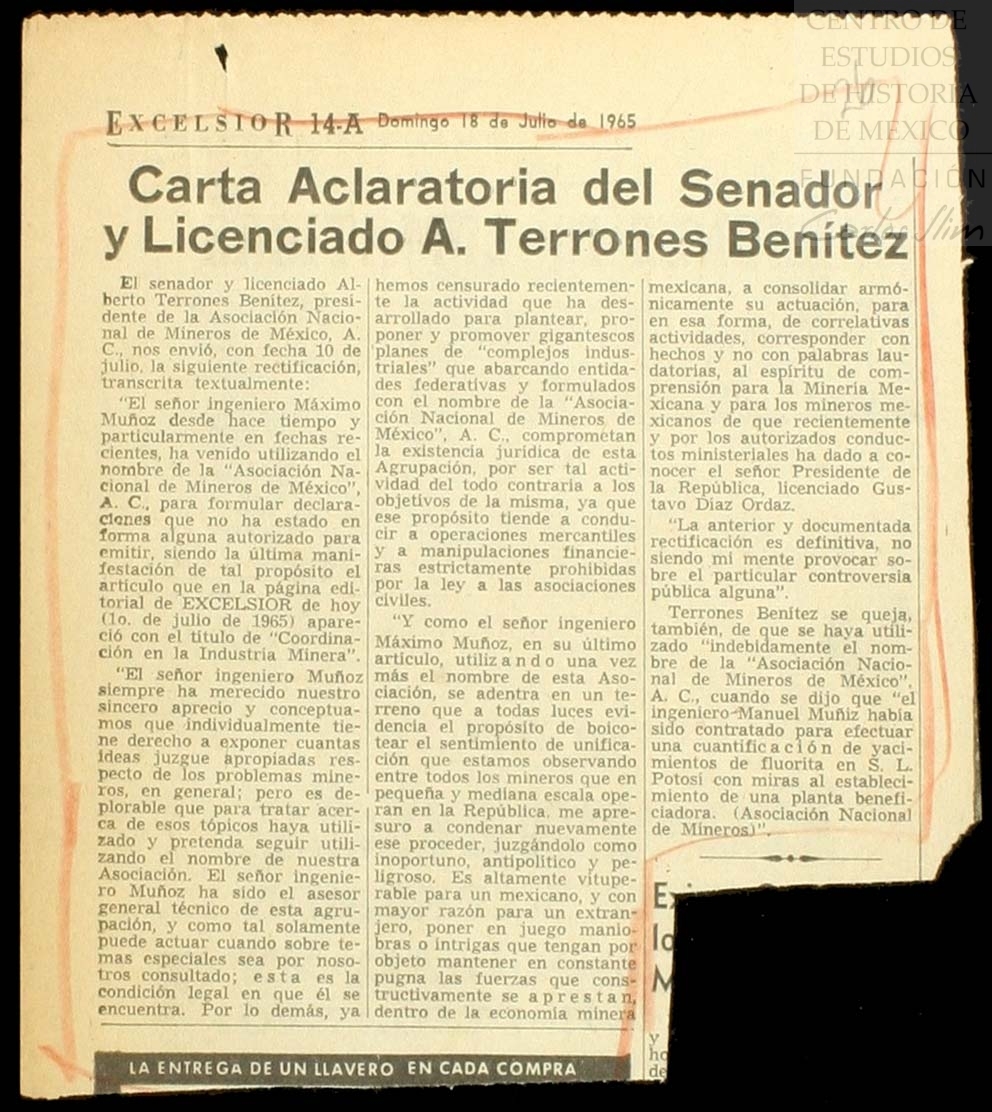 CENTRO DE
ESTUDIOS
DE HISTORIA
DE MEXICO
FUNDACIÓN
Carlos Slim
26
EXCELSIOR 14-A Domingo 18 de Julio de 1965
Carta Aclaratoria del Senador
y Licenciado A. Terrones Benítez
El senador y licenciado Al-
berto Terrones Benítez, presi-
dente de la Asociación Nacio-
nal de Mineros de México, A.
C., nos envió, con fecha 10 de
julio, la siguiente rectificación,
transcrita textualmente:
"El señor ingeniero Máximo
Muñoz desde hace tiempo y
particularmente en fechas re-
cientes, ha venido utilizando el
nombre de la "Asociación Na-
cional de Mineros de México",
A. C., para formular declara-
ciones que no ha estado en
forma alguna autorizado para
emitir, siendo la última mani-
festación de tal propósito el
artículo que en la página edi-
torial de EXCELSIOR de hoy
(1o. de julio de 1965) apare-
ció con el título de "Coordina-
ción en la Industria Minera".
"El señor ingeniero Muñoz
siempre ha merecido nuestro
sincero aprecio y conceptua-
mos que individualmente tie-
ne derecho a exponer cuantas
ideas juzgue apropiadas res-
pecto de los problemas mine-
ros, en general; pero es de-
plorable que para tratar acer-
ca de esos tópicos haya utili-
zado y pretenda seguir utili-
zando el nombre de nuestra
Asociación. El señor ingenie-
ro Muñoz ha sido el asesor
general técnico de esta agru-
pación, y como tal solamente
puede actuar cuando sobre te-
mas especiales sea por noso-
tros consultado; esta es la
condición legal en que él se
encuentra. Por lo demás, ya
hemos censurado recientemen-
te la actividad que ha des-
arrollado para plantear, pro-
poner y promover gigantescos
planes de "complejos indus-
triales" que abarcando entida-
des federativas y formulados
con el nombre de la "Asocia-
ción Nacional de Mineros de
México", A. C., comprometan
la existencia jurídica de esta
Agrupación, por ser tal acti-
vidad del todo contraria a los
objetivos de la misma, ya que
ese propósito tiende a condu-
cir a operaciones mercantiles
y a manipulaciones financie-
ras estrictamente prohibidas
por la ley a las asociaciones
civiles.
"Y como el señor ingeniero
Máximo Muñoz, en su último
artículo, utilizando una vez
más el nombre de esta Aso-
ciación, se adentra en un te-
rreno que a todas luces evi-
dencia el propósito de boico-
tear el sentimiento de unifica-
ción que estamos observando
entre todos los mineros que en
pequeña y mediana escala ope-
ran en la República, me apre-
suro a condenar nuevamente
ese proceder, juzgándolo como
inoportuno, antipolítico y pe-
ligroso. Es altamente vitupe-
rable para un mexicano, y con
mayor razón para un extran-
jero, poner en juego manio-
bras o intrigas que tengan por
objeto mantener en constante
pugna las fuerzas que cons-
tructivamente se aprestan,
dentro de la economía minera
mexicana, a consolidar armó-
nicamente su actuación, para
en esa forma, de correlativas
actividades, corresponder con
hechos y no con palabras lau-
datorias, al espíritu de com-
prensión para la Minería Me-
xicana y para los mineros me-
xicanos de que recientemente
y por los autorizados conduc-
tos ministeriales ha dado a co-
nocer el señor Presidente de
la República, licenciado Gus-
tavo Díaz Ordaz.
"La anterior y documentada
rectificación es definitiva, no
siendo mi mente provocar so-
bre el particular controversia
pública alguna".
Terrones Benítez se queja,
también, de que se haya utili-
zado "indebidamente el nom-
bre de la "Asociación Nacio-
nal de Mineros de México",
A. C., cuando se dijo que "el
ingeniero Manuel Muñiz había
sido contratado para efectuar
una cuantificación de yaci-
mientos de fluorita en S. L.
Potosí con miras al estableci-
miento de una planta benefi-
ciadora. (Asociación Nacional
de Mineros)".
LA ENTREGA DE UN LLAVERO EN CADA COMPRA
y
de